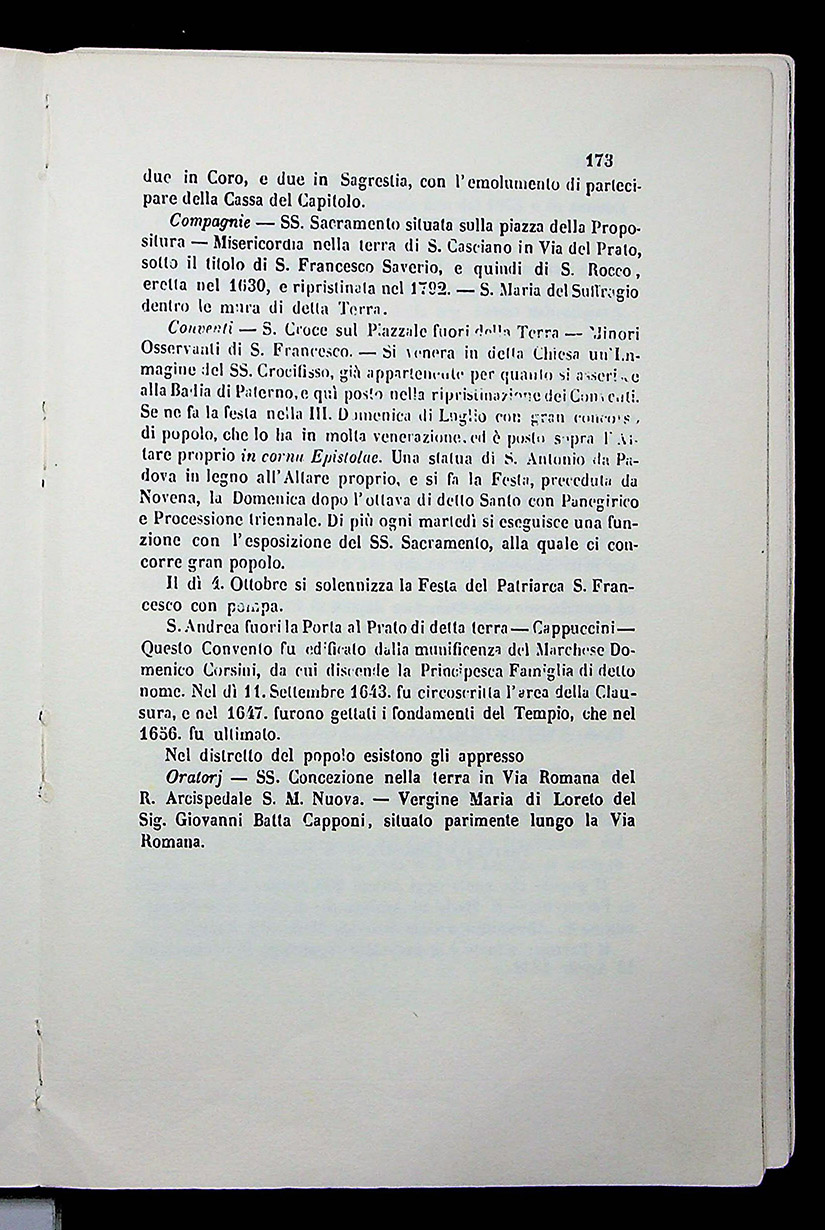 173
due in Coro, e due in Sagrestia, con l'emolumento di parteci-
pare della Cassa del Capitolo.
Compagnie — SS. Sacramento situata sulla piazza della Propo-
situra — Misericordia nella terra di S. Casciano in Via del Prato,
sotto il titolo di S. Francesco Saverio, e quindi di S. Rocco,
eretta nel 1630, e ripristinata nel 1792. — S. Maria del Suffragio
dentro le mura di detta Terra.
Conventi — S. Croce sul Piazzale fuori della Terra — Minori
Osservanti di S. Francesco. — Si venera in detta Chiesa un'Im-
magine del SS. Crocifisso, già appartenente per quanto si asserisce
alla Badia di Paterno, e quì posto nella ripristinazione dei Conventi.
Se ne fa la festa nella III. Domenica di Luglio con gran concorso
di popolo, che lo ha in molta venerazione, ed è posto sopra l'Al-
tare proprio in cornu Epistolae. Una statua di S. Antonio da Pa-
dova in legno all'Altare proprio, e si fa la Festa, preceduta da
Novena, la Domenica dopo l'ottava di detto Santo con Panegirico
e Processione triennale. Di più ogni martedì si eseguisce una fun-
zione con l'esposizione del SS. Sacramento, alla quale ci con-
corre gran popolo.
Il dì 4. Ottobre si solennizza la Festa del Patriarca S. Fran-
cesco con pompa.
S. Andrea fuori la Porta al Prato di detta terra — Cappuccini —
Questo Convento fu edificato dalla munificenza del Marchese Do-
menico Corsini, da cui discende la Principesca Famiglia di detto
nome. Nel dì 11. Settembre 1643. fu circoscritta l'area della Clau-
sura, e nel 1647. furono gettati i fondamenti del Tempio, che nel
1656. fu ultimato.
Nel distretto del popolo esistono gli appresso
Oratorj — SS. Concezione nella terra in Via Romana del
R. Arcispedale S. M. Nuova. — Vergine Maria di Loreto del
Sig. Giovanni Batta Capponi, situato parimente lungo la Via
Romana.